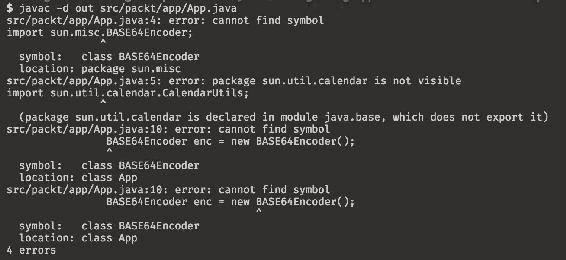 $ javac -d out src/packt/app/App.java
src/packt/app/App.java:4: error: cannot find symbol
import sun.misc.BASE64Encoder;
^
symbol:   class BASE64Encoder
location: package sun.misc
src/packt/app/App.java:5: error: package sun.util.calendar is not visible
import sun.util.calendar.CalendarUtils;
^
(package sun.util.calendar is declared in module java.base, which does not export it)
src/packt/app/App.java:10: error: cannot find symbol
BASE64Encoder enc = new BASE64Encoder();
^
symbol:   class BASE64Encoder
location: class App
src/packt/app/App.java:10: error: cannot find symbol
BASE64Encoder enc = new BASE64Encoder();
^
symbol:   class BASE64Encoder
location: class App
4 errors